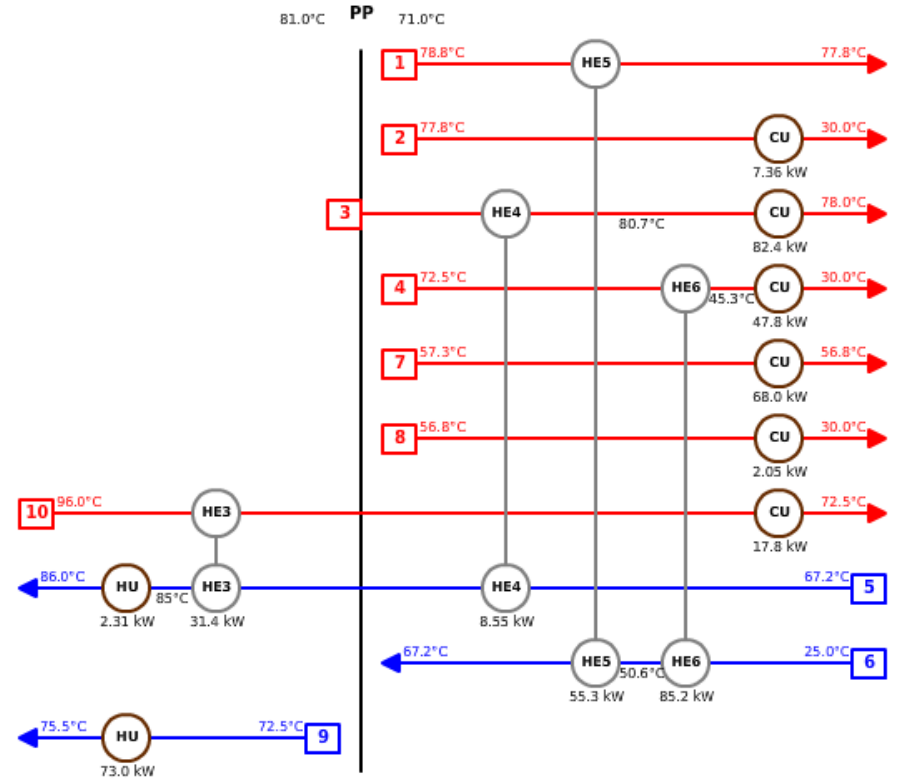 81.0°C PP 71.0°C
1 78.8°C HE5 77.8°C
2 77.8°C CU 30.0°C
7.36 kW
3 HE4 CU 78.0°C
80.7°C
82.4 kW
4 72.5°C HE6 45.3°C CU 30.0°C
47.8 kW
7 57.3°C CU 56.8°C
68.0 kW
8 56.8°C CU 30.0°C
2.05 kW
10 96.0°C HE3 CU 72.5°C
17.8 kW
86.0°C HU 85°C HE3 HE4 67.2°C 5
2.31 kW 31.4 kW 8.55 kW
67.2°C HE5 50.6°C HE6 25.0°C 6
55.3 kW 85.2 kW
75.5°C HU 72.5°C 9
73.0 kW